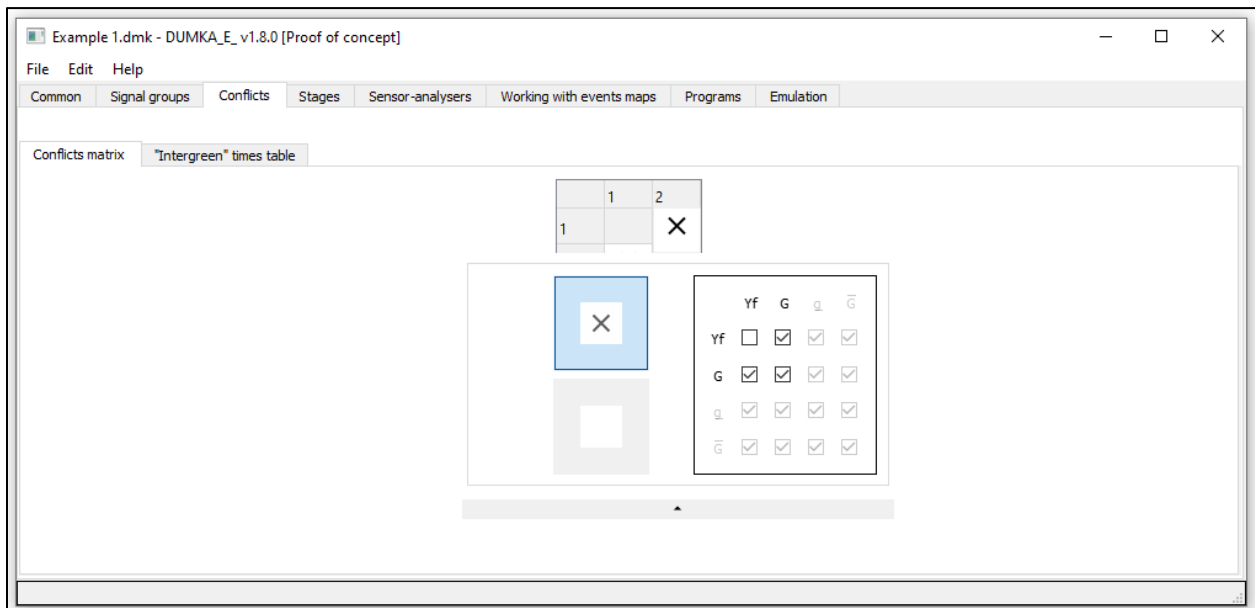 Example 1.dmk - DUMKA_E_ v1.8.0 [Proof of concept]
File Edit Help
Common Signal groups Conflicts Stages Sensor-analysers Working with events maps Programs Emulation
Conflicts matrix "Intergreen" times table
1 2
1
Yf G g G̅
Yf
G
g
G̅